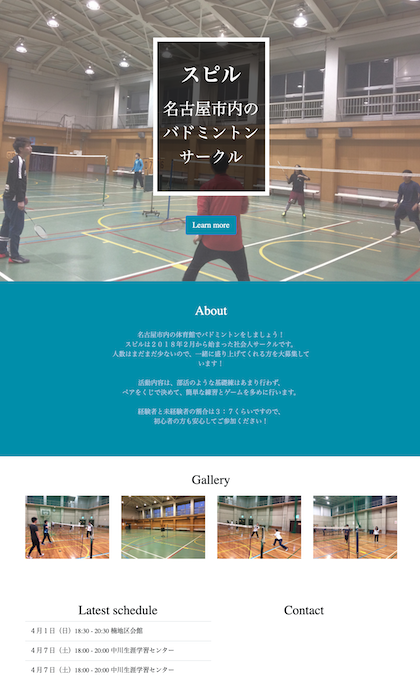 スピル
名古屋市内の
バドミントン
サークル
Learn more
About
名古屋市内の体育館でバドミントンをしましょう！
スピルは２０１８年２月から始まった社会人サークルです。
人数はまだまだ少ないので、一緒に盛り上げてくれる方を大募集して
います！
活動内容は、部活のような基礎練はあまり行わず、
ペアをくじで決めて、簡単な練習とゲームを多めに行います。
経験者と未経験者の割合は３：７くらいですので、
初心者の方も安心してご参加ください！
Gallery
Latest schedule
Contact
４月１日（日）18:30 - 20:30 楠地区会館
４月７日（土）18:00 - 20:00 中川生涯学習センター
４月７日（土）18:00 - 20:00 中川生涯学習センター